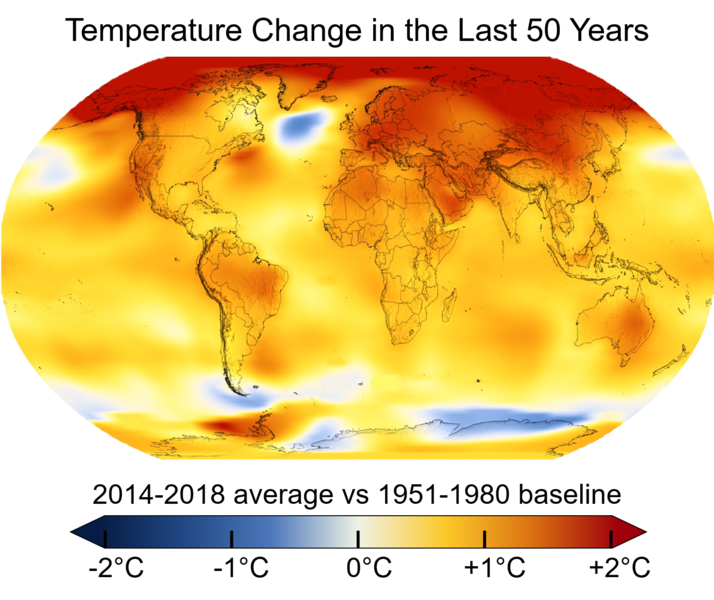 Temperature Change in the Last 50 Years
2014-2018 average vs 1951-1980 baseline
-2°C -1°C 0°C +1°C +2°C